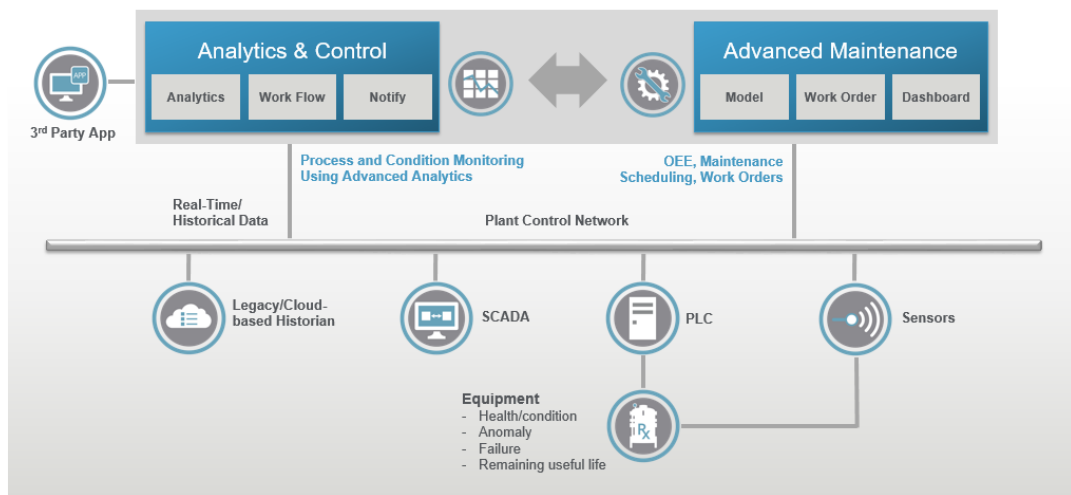 Analytics & Control
Analytics
Work Flow
Notify
Advanced Maintenance
Model
Work Order
Dashboard
APP
3rd Party App
Process and Condition Monitoring
Using Advanced Analytics
OEE, Maintenance
Scheduling, Work Orders
Real-Time/
Historical Data
Plant Control Network
Legacy/Cloud-
based Historian
SCADA
PLC
Sensors
Equipment
- Health/condition
- Anomaly
- Failure
- Remaining useful life
Rx